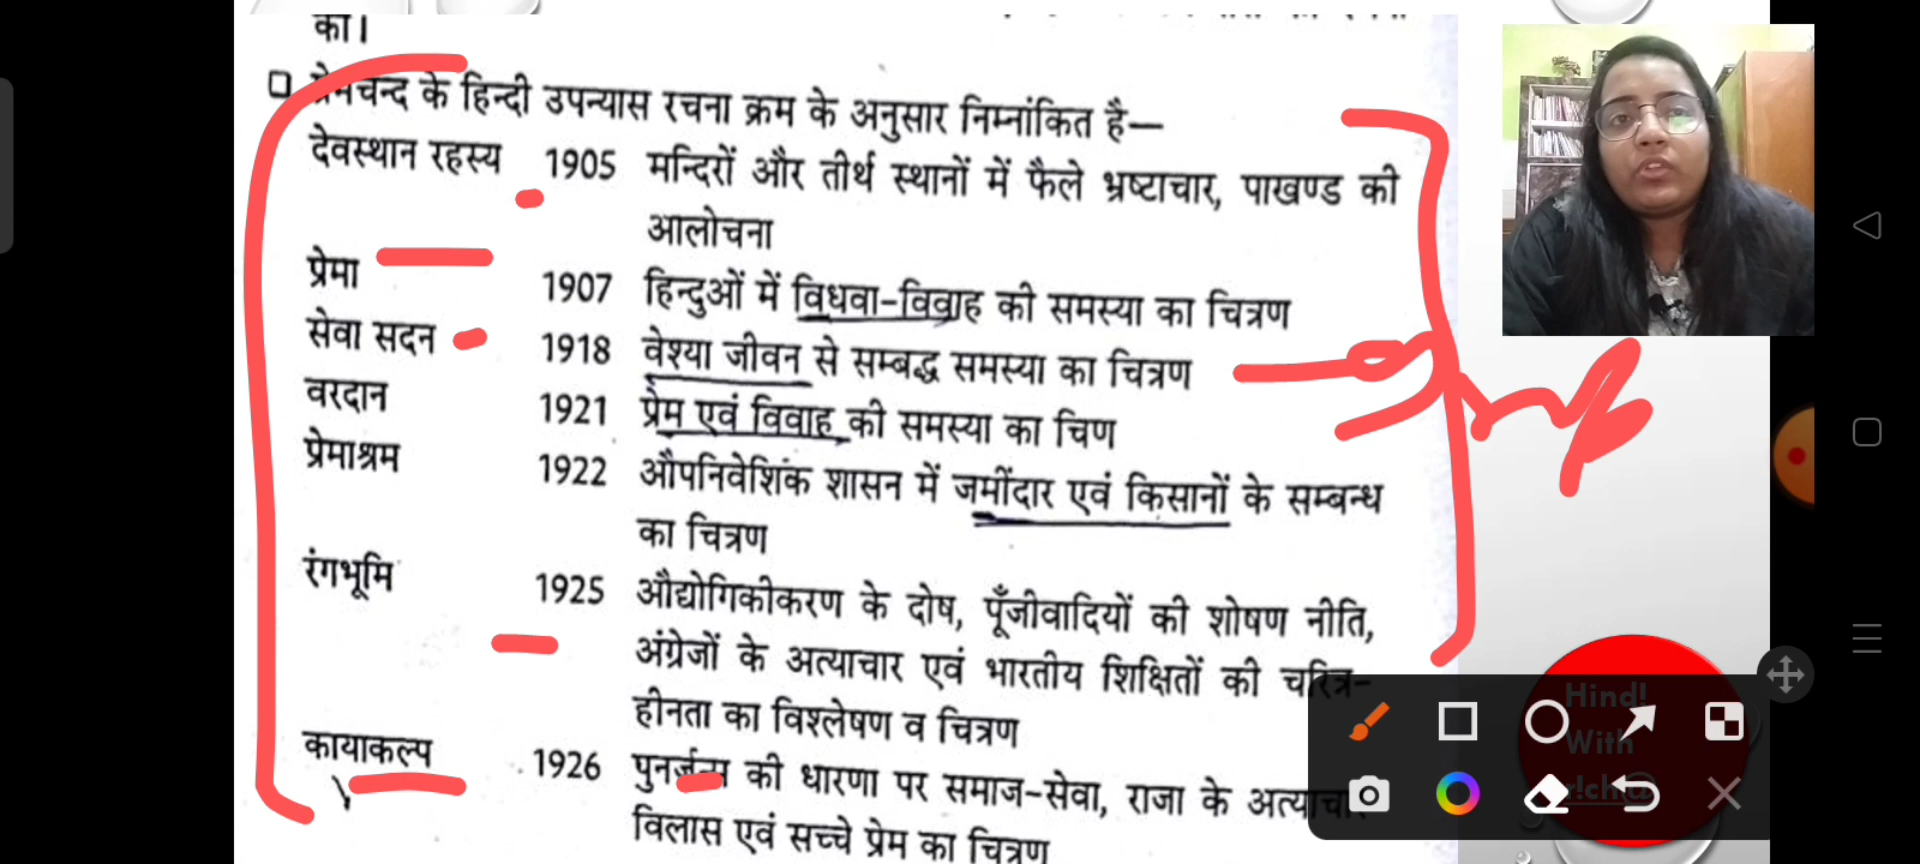 की।
□ प्रेमचन्द के हिन्दी उपन्यास रचना क्रम के अनुसार निम्नांकित है—
देवस्थान रहस्य 1905 मन्दिरों और तीर्थ स्थानों में फैले भ्रष्टाचार, पाखण्ड की
आलोचना
प्रेमा 1907 हिन्दुओं में विधवा-विवाह की समस्या का चित्रण
सेवा सदन 1918 वेश्या जीवन से सम्बद्ध समस्या का चित्रण
वरदान 1921 प्रेम एवं विवाह की समस्या का चिण
प्रेमाश्रम 1922 औपनिवेशिक शासन में जमींदार एवं किसानों के सम्बन्ध
का चित्रण
रंगभूमि 1925 औद्योगिकीकरण के दोष, पूँजीवादियों की शोषण नीति,
अंग्रेजों के अत्याचार एवं भारतीय शिक्षितों की चरित्र-
हीनता का विश्लेषण व चित्रण
कायाकल्प 1926 पुनर्जन्म की धारणा पर समाज-सेवा, राजा के
विलास एवं सच्चे प्रेम का चित्रण
Hind!
With